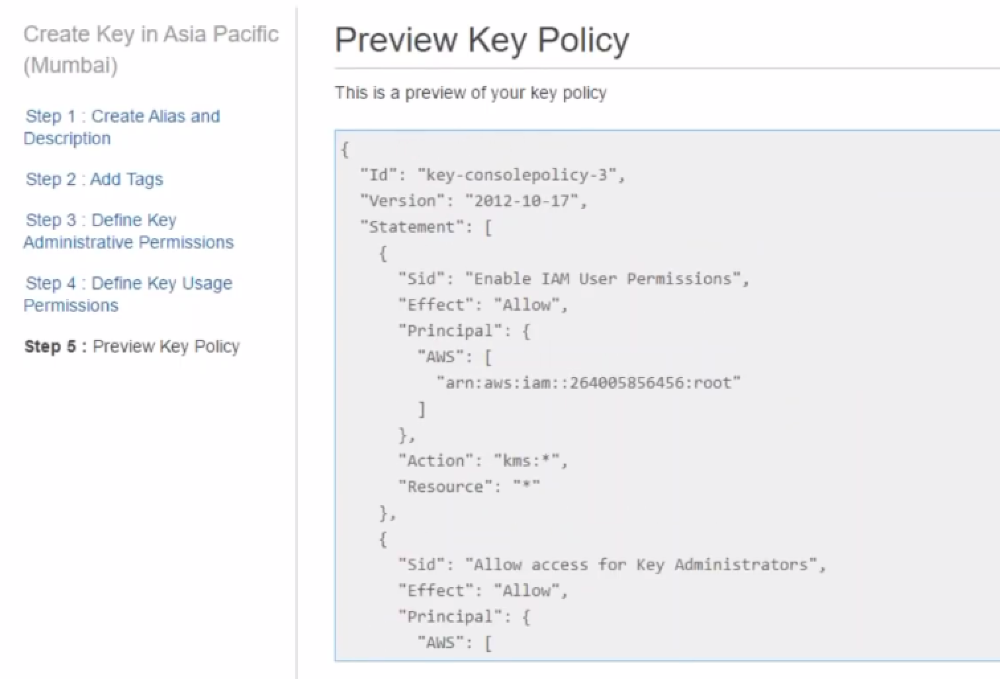 Create Key in Asia Pacific
(Mumbai)
Step 1 : Create Alias and
Description
Step 2 : Add Tags
Step 3 : Define Key
Administrative Permissions
Step 4 : Define Key Usage
Permissions
Step 5 : Preview Key Policy
Preview Key Policy
This is a preview of your key policy
{
"Id": "key-consolepolicy-3",
"Version": "2012-10-17",
"Statement": [
{
"Sid": "Enable IAM User Permissions",
"Effect": "Allow",
"Principal": {
"AWS": [
"arn:aws:iam::264005856456:root"
]
},
"Action": "kms:*",
"Resource": "*"
},
{
"Sid": "Allow access for Key Administrators",
"Effect": "Allow",
"Principal": {
"AWS": [